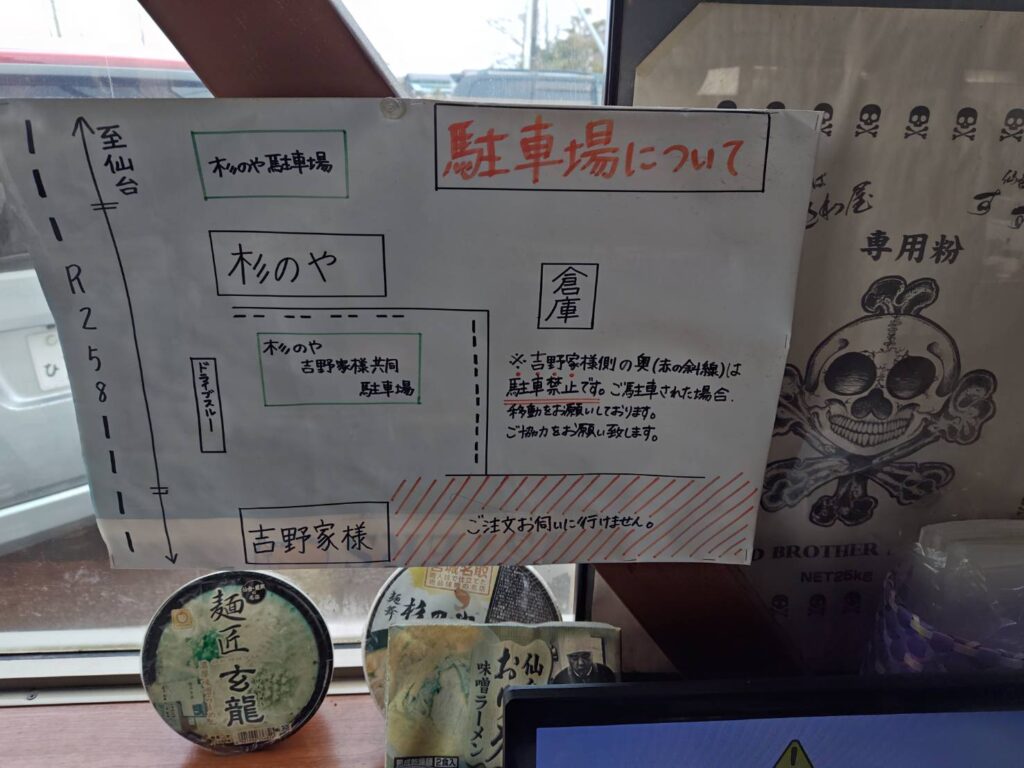 駐車場について
至仙台
R258
杉のや駐車場
杉のや
倉庫
杉のや
吉野家様共同
駐車場
ドライブスルー
※吉野家様側の奥(赤の斜線)は
駐車禁止です。ご駐車された場合、
移動をお願いしております。
ご協力をお願い致します。
吉野家様
ご注文お伺いに行けません。
専用粉
BROTHER
NET25KG
麺匠
玄龍
味噌ラーメン
2食入